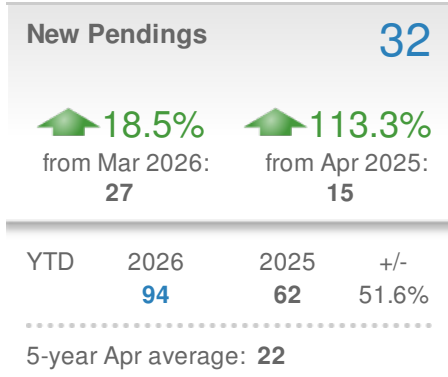 New Pendings 32
18.5% 113.3%
from Mar 2026: from Apr 2025:
27 15
YTD 2026 2025 +/-
94 62 51.6%
5-year Apr average: 22